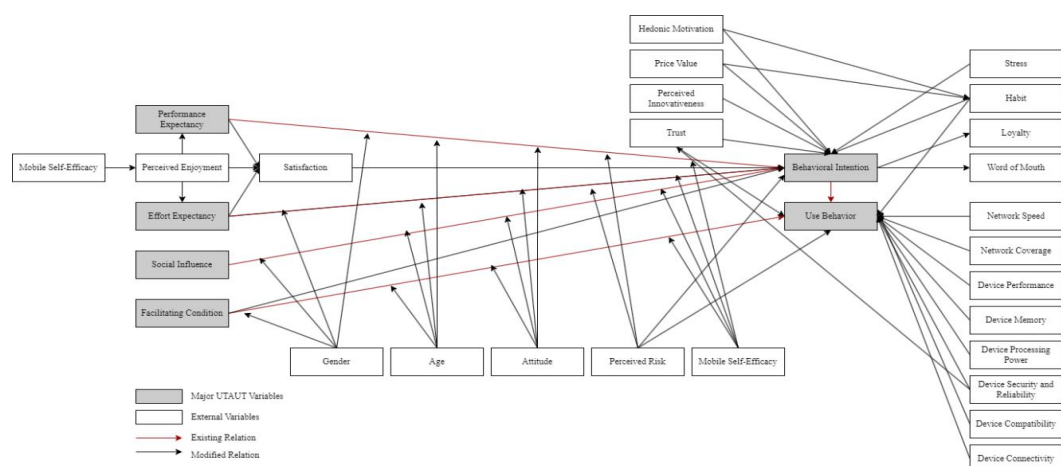 Hedonic Motivation
Price Value
Stress
Perceived
Innovativeness
Habit
Performance
Expectancy
Trust
Loyalty
Mobile Self-Efficacy
Perceived Enjoyment
Satisfaction
Behavioral Intention
Word of Mouth
Effort Expectancy
Use Behavior
Network Speed
Social Influence
Network Coverage
Device Performance
Facilitating Condition
Device Memory
Gender
Age
Attitude
Perceived Risk
Mobile Self-Efficacy
Device Processing
Power
Device Security and
Reliability
Device Compatibility
Device Connectivity
Major UTAUT Variables
External Variables
Existing Relation
Modified Relation